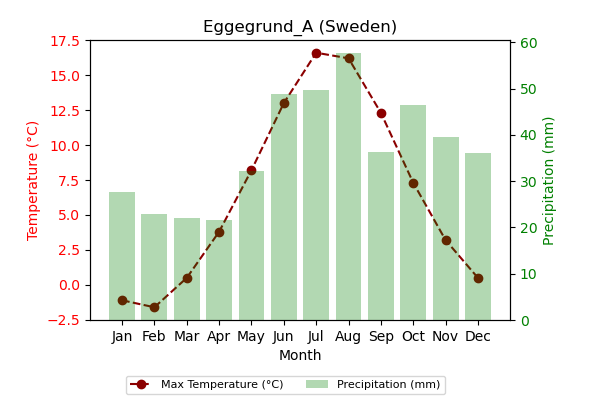 Eggegrund_A (Sweden)
17.5
15.0
12.5
10.0
7.5
5.0
2.5
0.0
−2.5
Temperature (°C)
60
50
40
30
20
10
0
Precipitation (mm)
Jan Feb Mar Apr May Jun Jul Aug Sep Oct Nov Dec
Month
Max Temperature (°C) Precipitation (mm)